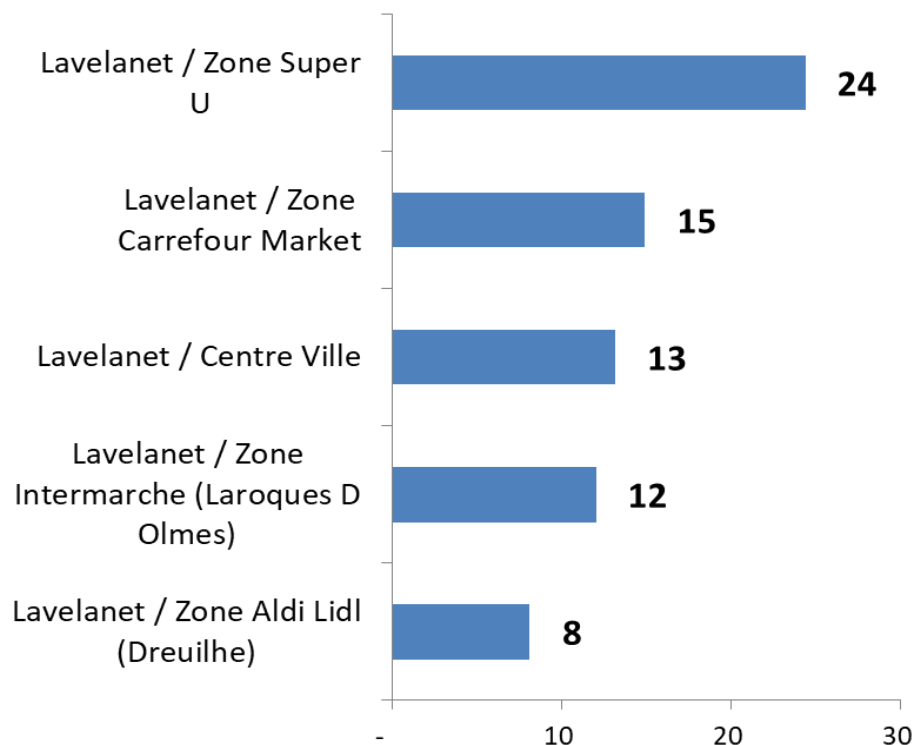 Lavelanet / Zone Super
U
24
Lavelanet / Zone
Carrefour Market
15
Lavelanet / Centre Ville
13
Lavelanet / Zone
Intermarche (Laroques D
Olmes)
12
Lavelanet / Zone Aldi Lidl
(Dreuilhe)
8
- 10 20 30